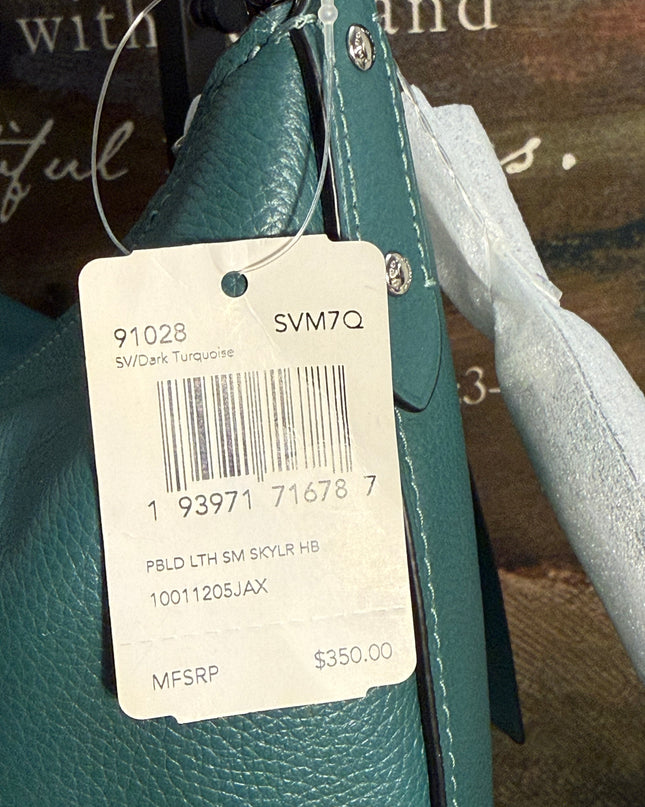 with and
s.
3-
91028 SVM7Q
SV/Dark Turquoise
1 93971 71678 7
PBLD LTH SM SKYLR HB
10011205JAX
MFSRP $350.00